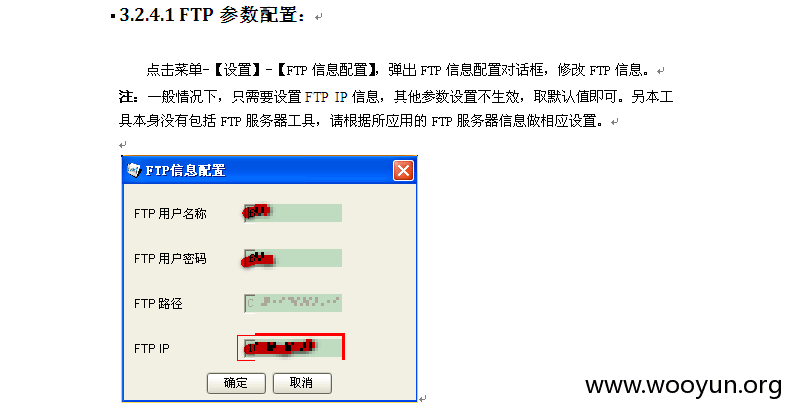 3.2.4.1 FTP 参数配置：
点击菜单-【设置】-【FTP 信息配置】，弹出 FTP 信息配置对话框，修改 FTP 信息。
注：一般情况下，只需要设置 FTP IP 信息，其他参数设置不生效，取默认值即可。另本工
具本身没有包括 FTP 服务器工具，请根据所应用的 FTP 服务器信息做相应设置。
FTP信息配置
FTP 用户名称
FTP 用户密码
FTP 路径
FTP IP
确定 取消
www.wooyun.org